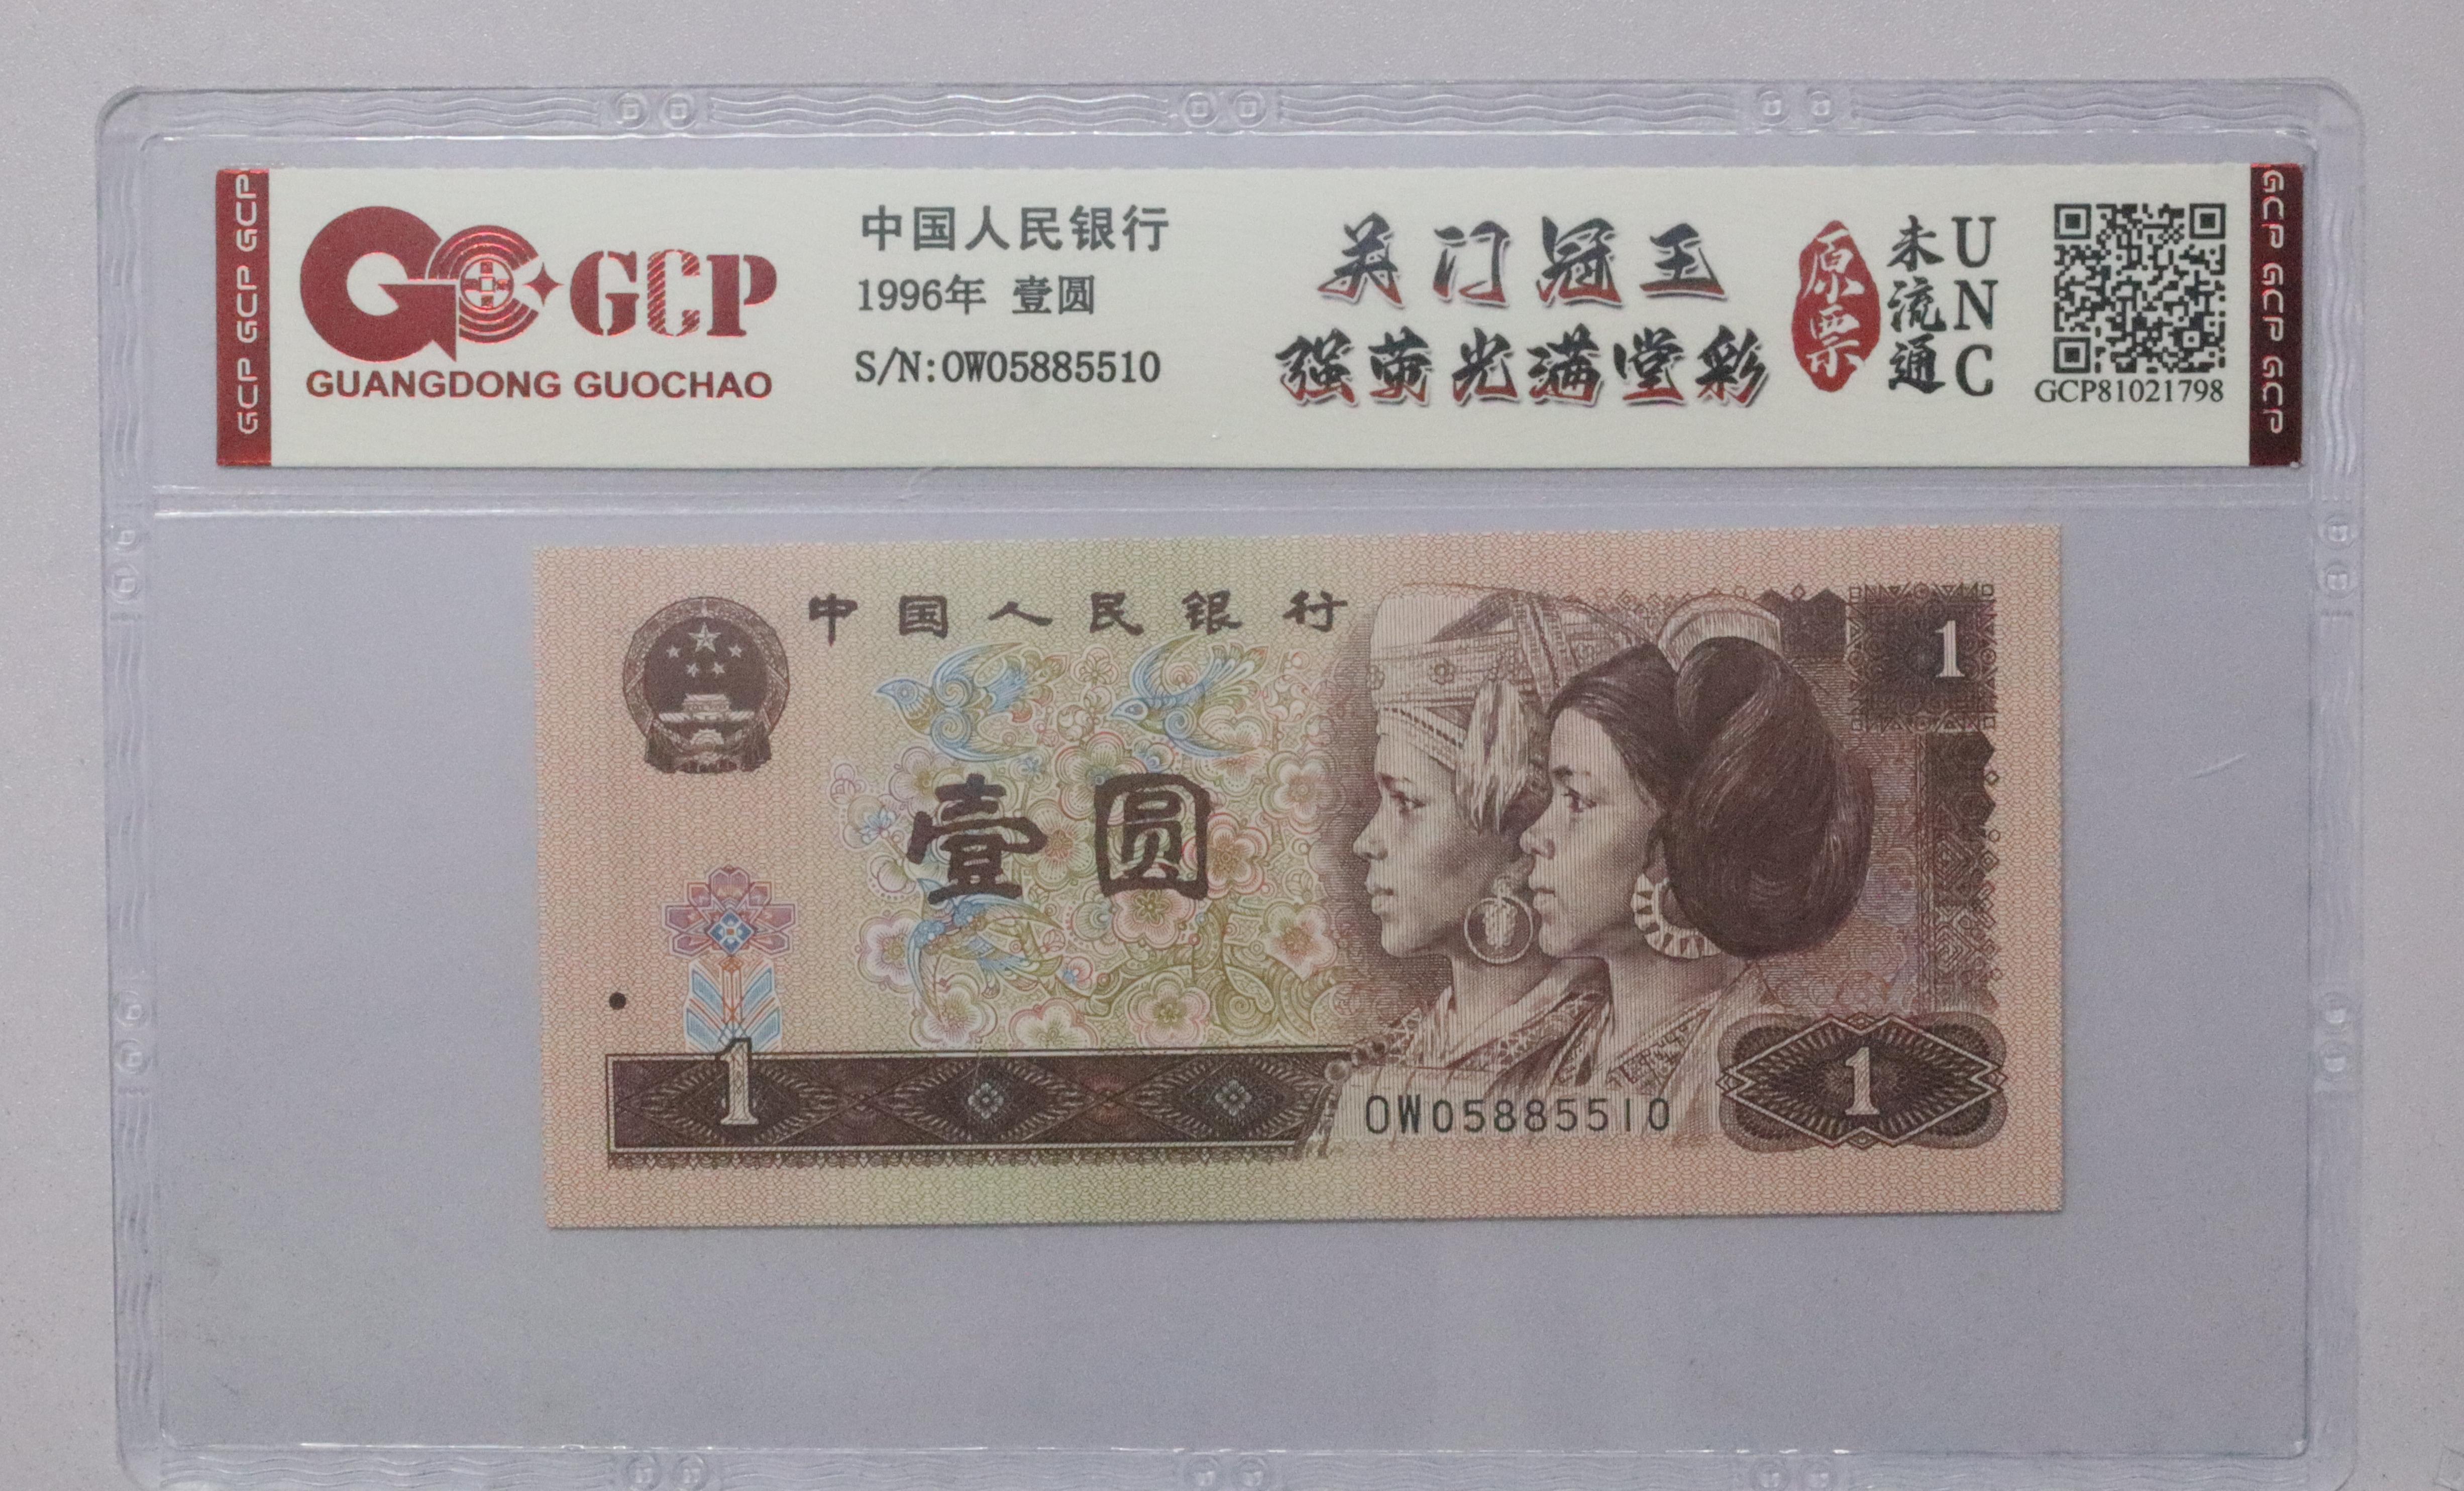 GCP GCP GCP
GCP
GUANGDONG GUOCHAO
中国人民银行
1996年 壹圆
S/N:OW05885510
关门冠王
强荧光满堂彩
原票
未流通
UNC
GCP81021798
GCP GCP GCP
中国人民银行
1
壹圆
1
OW05885510
1